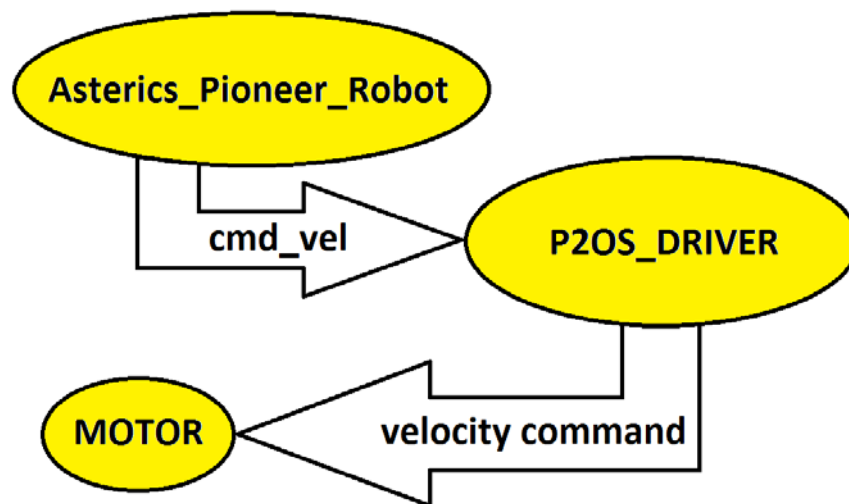 Asterics_Pioneer_Robot
cmd_vel
P2OS_DRIVER
MOTOR
velocity command